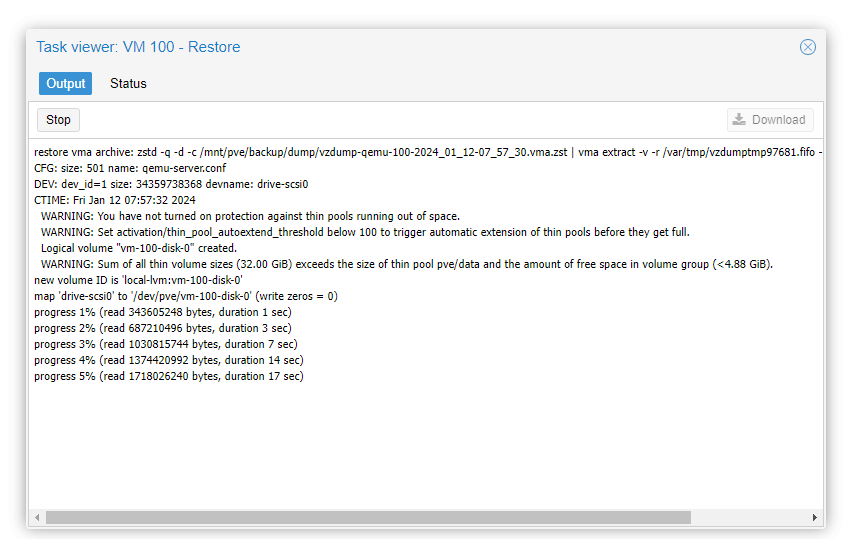 Task viewer: VM 100 - Restore
Output Status
Stop Download
restore vma archive: zstd -q -d -c /mnt/pve/backup/dump/vzdump-qemu-100-2024_01_12-07_57_30.vma.zst | vma extract -v -r /var/tmp/vzdumptmp97681.fifo -
CFG: size: 501 name: qemu-server.conf
DEV: dev_id=1 size: 34359738368 devname: drive-scsi0
CTIME: Fri Jan 12 07:57:32 2024
WARNING: You have not turned on protection against thin pools running out of space.
WARNING: Set activation/thin_pool_autoextend_threshold below 100 to trigger automatic extension of thin pools before they get full.
Logical volume "vm-100-disk-0" created.
WARNING: Sum of all thin volume sizes (32.00 GiB) exceeds the size of thin pool pve/data and the amount of free space in volume group (<4.88 GiB).
new volume ID is 'local-lvm:vm-100-disk-0'
map 'drive-scsi0' to '/dev/pve/vm-100-disk-0' (write zeros = 0)
progress 1% (read 343605248 bytes, duration 1 sec)
progress 2% (read 687210496 bytes, duration 3 sec)
progress 3% (read 1030815744 bytes, duration 7 sec)
progress 4% (read 1374420992 bytes, duration 14 sec)
progress 5% (read 1718026240 bytes, duration 17 sec)